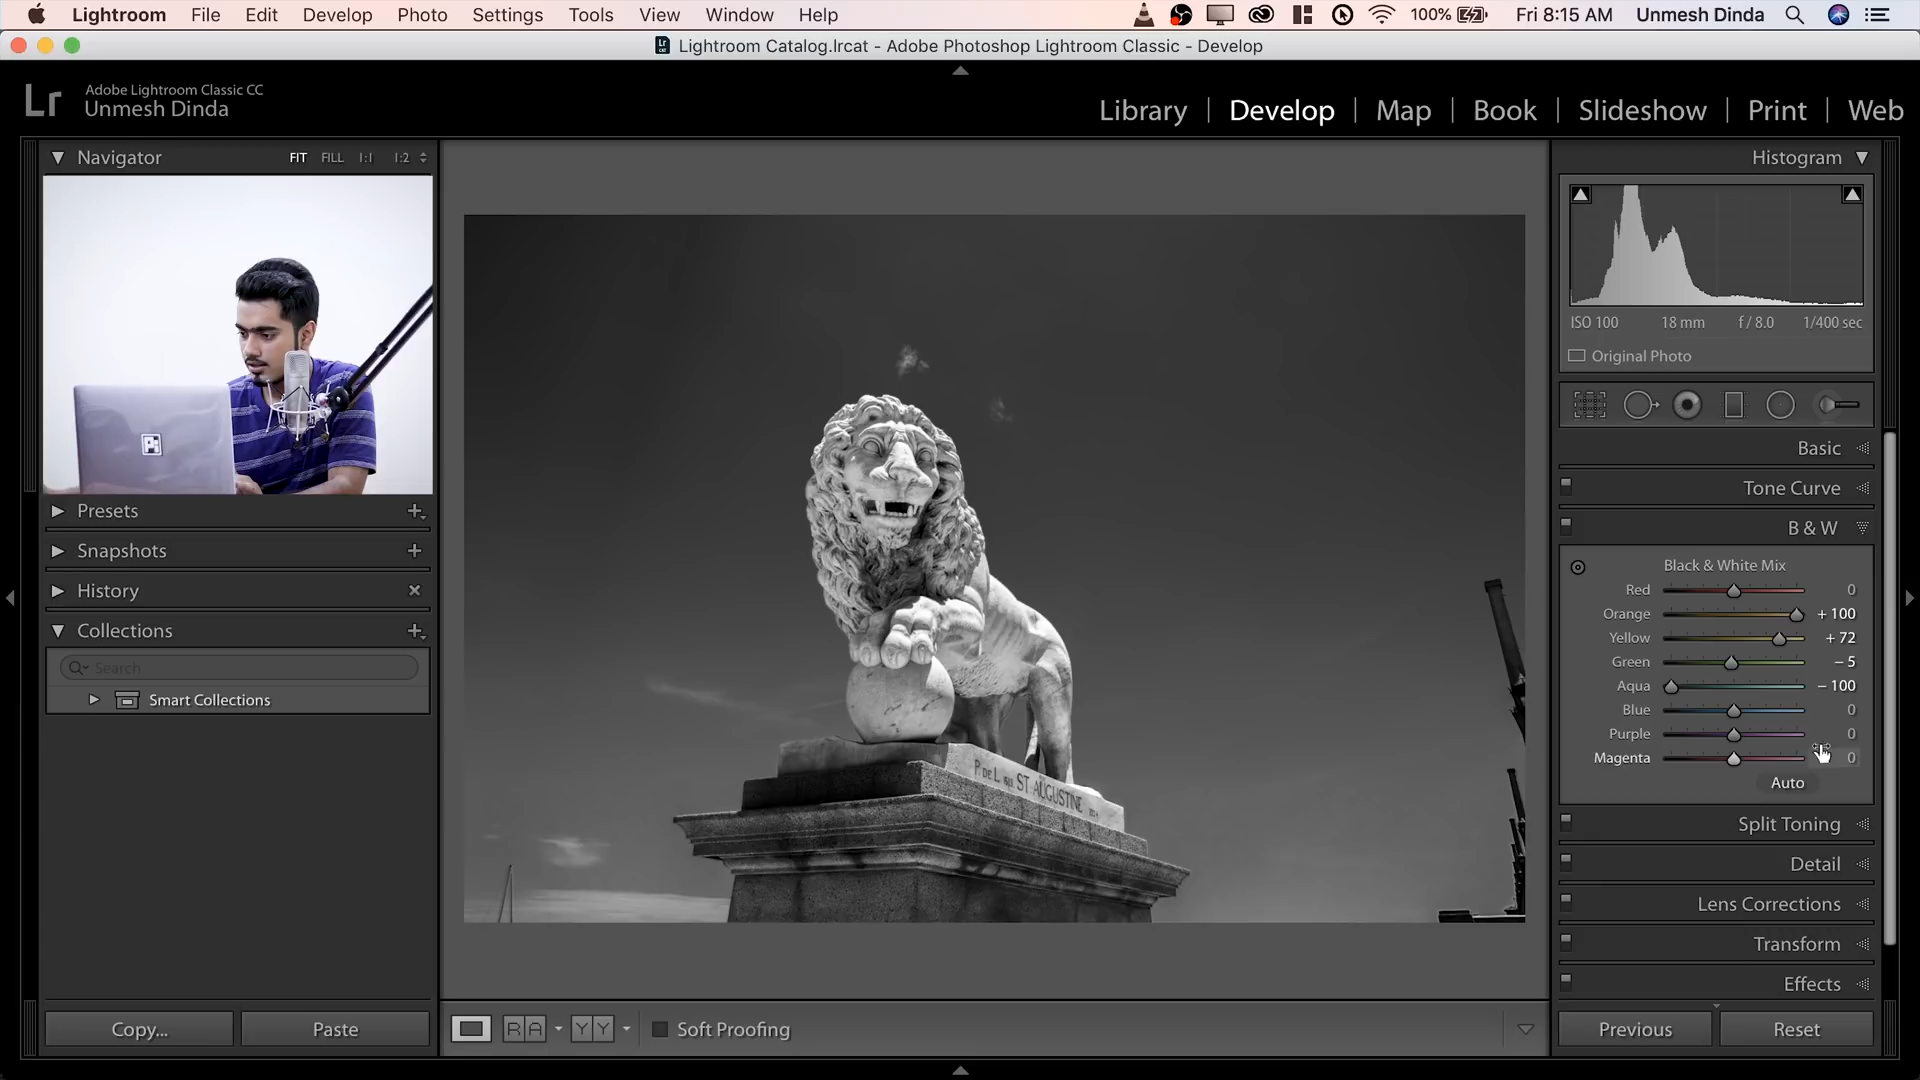 Lightroom File Edit Develop Photo Settings Tools View Window Help 100% Fri 8:15 AM Unmesh Dinda
Lightroom Catalog.lrcat - Adobe Photoshop Lightroom Classic - Develop
Lr
Adobe Lightroom Classic CC
Unmesh Dinda
Library | Develop | Map | Book | Slideshow | Print | Web
Navigator FIT FILL 1:1 1:2
Presets
Snapshots
History
Collections
Search
Smart Collections
Copy...
Paste
P. DE L.
ST AUGUSTINE
R A
Y Y
Soft Proofing
Histogram
ISO 100 18 mm f / 8.0 1/400 sec
Original Photo
Basic
Tone Curve
B & W
Black & White Mix
Red 0
Orange + 100
Yellow + 72
Green – 5
Aqua – 100
Blue 0
Purple 0
Magenta 0
Auto
Split Toning
Detail
Lens Corrections
Transform
Effects
Previous
Reset